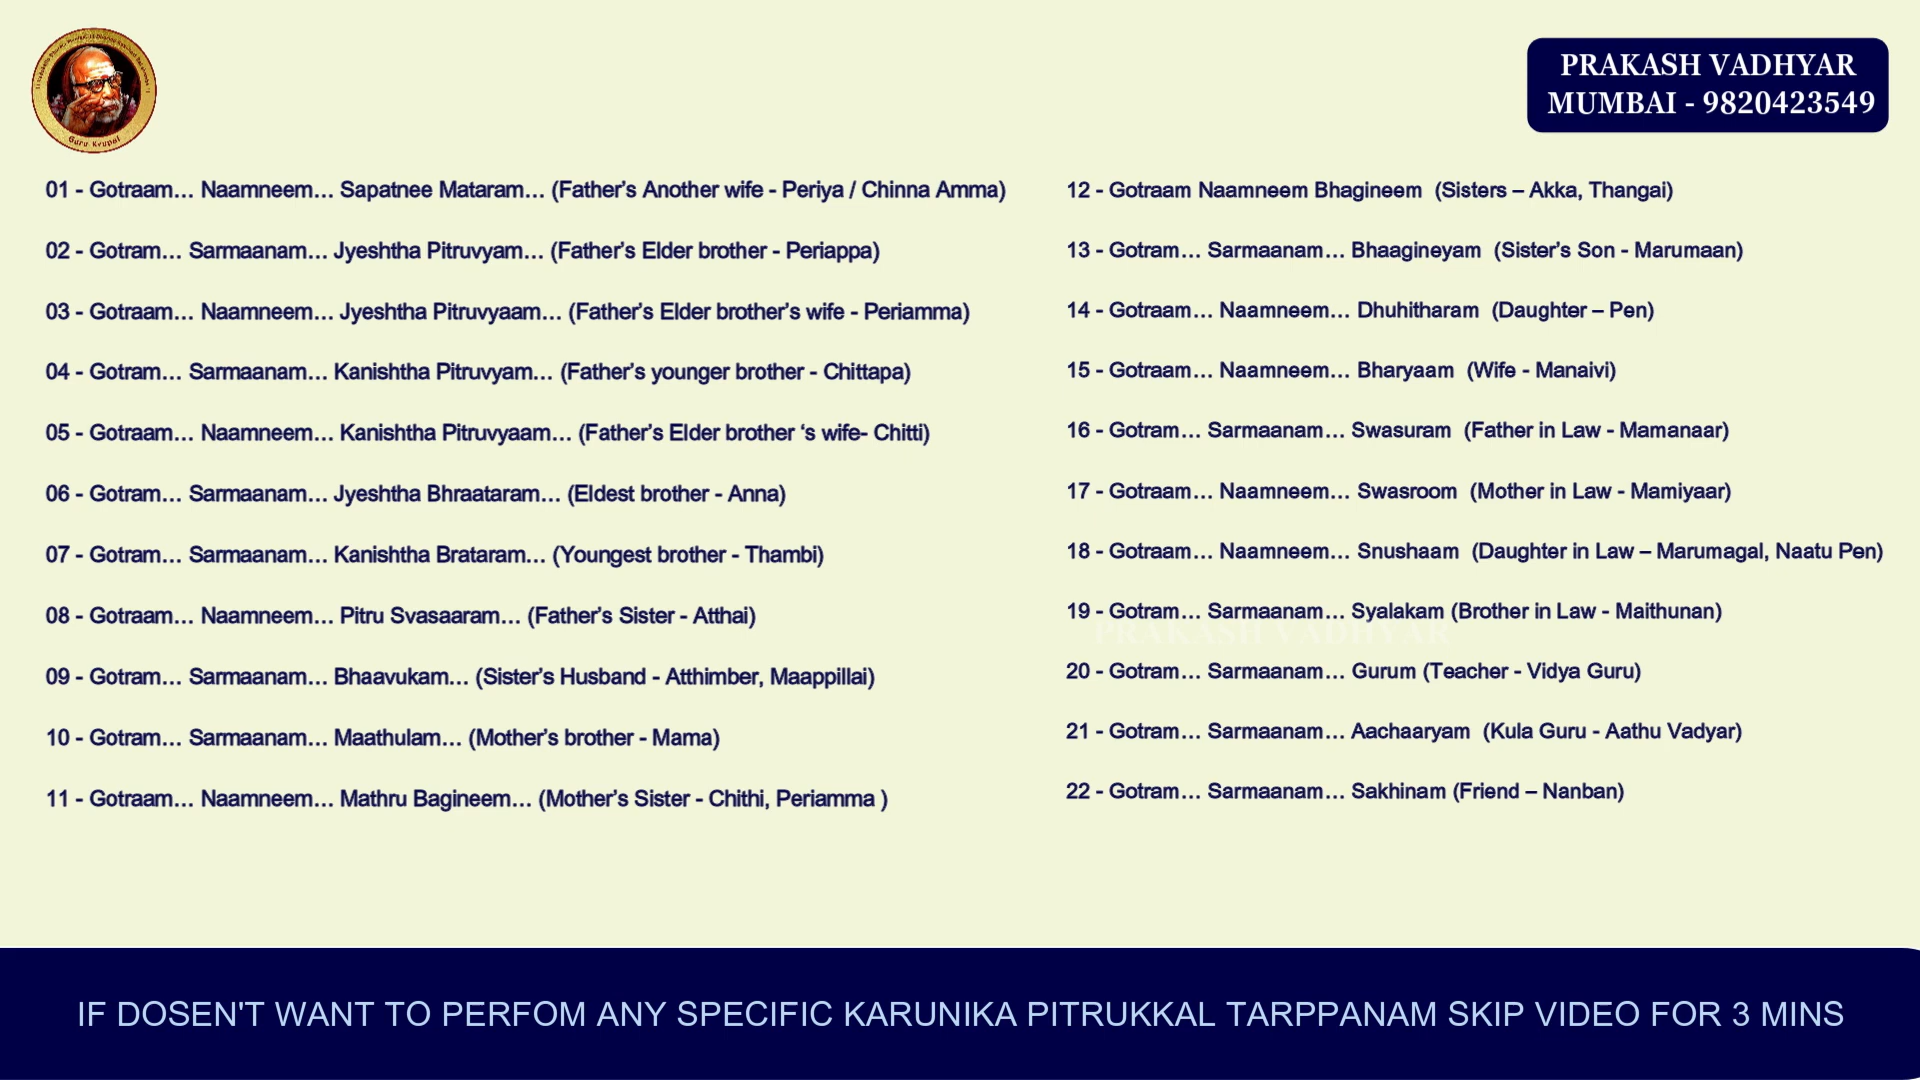 PRAKASH VADHYAR
MUMBAI - 9820423549
01 - Gotraam... Naamneem... Sapatnee Mataram... (Father’s Another wife - Periya / Chinna Amma)
02 - Gotram... Sarmaanam... Jyeshtha Pitruvyam... (Father’s Elder brother - Periappa)
03 - Gotraam... Naamneem... Jyeshtha Pitruvyaam... (Father’s Elder brother’s wife - Periamma)
04 - Gotram... Sarmaanam... Kanishtha Pitruvyam... (Father’s younger brother - Chittapa)
05 - Gotraam... Naamneem... Kanishtha Pitruvyaam... (Father’s Elder brother ‘s wife- Chitti)
06 - Gotram... Sarmaanam... Jyeshtha Bhraataram... (Eldest brother - Anna)
07 - Gotram... Sarmaanam... Kanishtha Brataram... (Youngest brother - Thambi)
08 - Gotraam... Naamneem... Pitru Svasaaram... (Father’s Sister - Atthai)
09 - Gotram... Sarmaanam... Bhaavukam... (Sister’s Husband - Atthimber, Maappillai)
10 - Gotram... Sarmaanam... Maathulam... (Mother’s brother - Mama)
11 - Gotraam... Naamneem... Mathru Bagineem... (Mother’s Sister - Chithi, Periamma )
12 - Gotraam Naamneem Bhagineem (Sisters – Akka, Thangai)
13 - Gotram... Sarmaanam... Bhaagineyam (Sister’s Son - Marumaan)
14 - Gotraam... Naamneem... Dhuhitharam (Daughter – Pen)
15 - Gotraam... Naamneem... Bharyaam (Wife - Manaivi)
16 - Gotram... Sarmaanam... Swasuram (Father in Law - Mamanaar)
17 - Gotraam... Naamneem... Swasroom (Mother in Law - Mamiyaar)
18 - Gotraam... Naamneem... Snushaam (Daughter in Law – Marumagal, Naatu Pen)
19 - Gotram... Sarmaanam... Syalakam (Brother in Law - Maithunan)
PRAKASH VADHYAR
20 - Gotram... Sarmaanam... Gurum (Teacher - Vidya Guru)
21 - Gotram... Sarmaanam... Aachaaryam (Kula Guru - Aathu Vadyar)
22 - Gotram... Sarmaanam... Sakhinam (Friend – Nanban)
Guru Krupa!
IF DOSEN'T WANT TO PERFOM ANY SPECIFIC KARUNIKA PITRUKKAL TARPPANAM SKIP VIDEO FOR 3 MINS